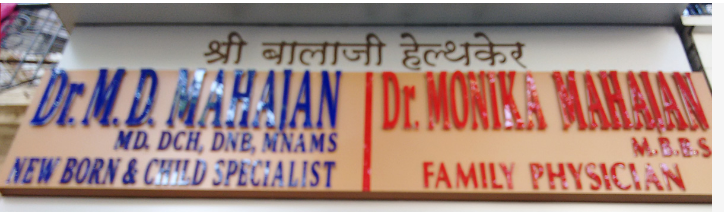 श्री बालाजी हेल्थकेर
Dr. M. D. MAHAJAN
MD. DCH, DNB, MNAMS
NEW BORN & CHILD SPECIALIST
Dr. MONIKA MAHAJAN
M.B.B.S
FAMILY PHYSICIAN